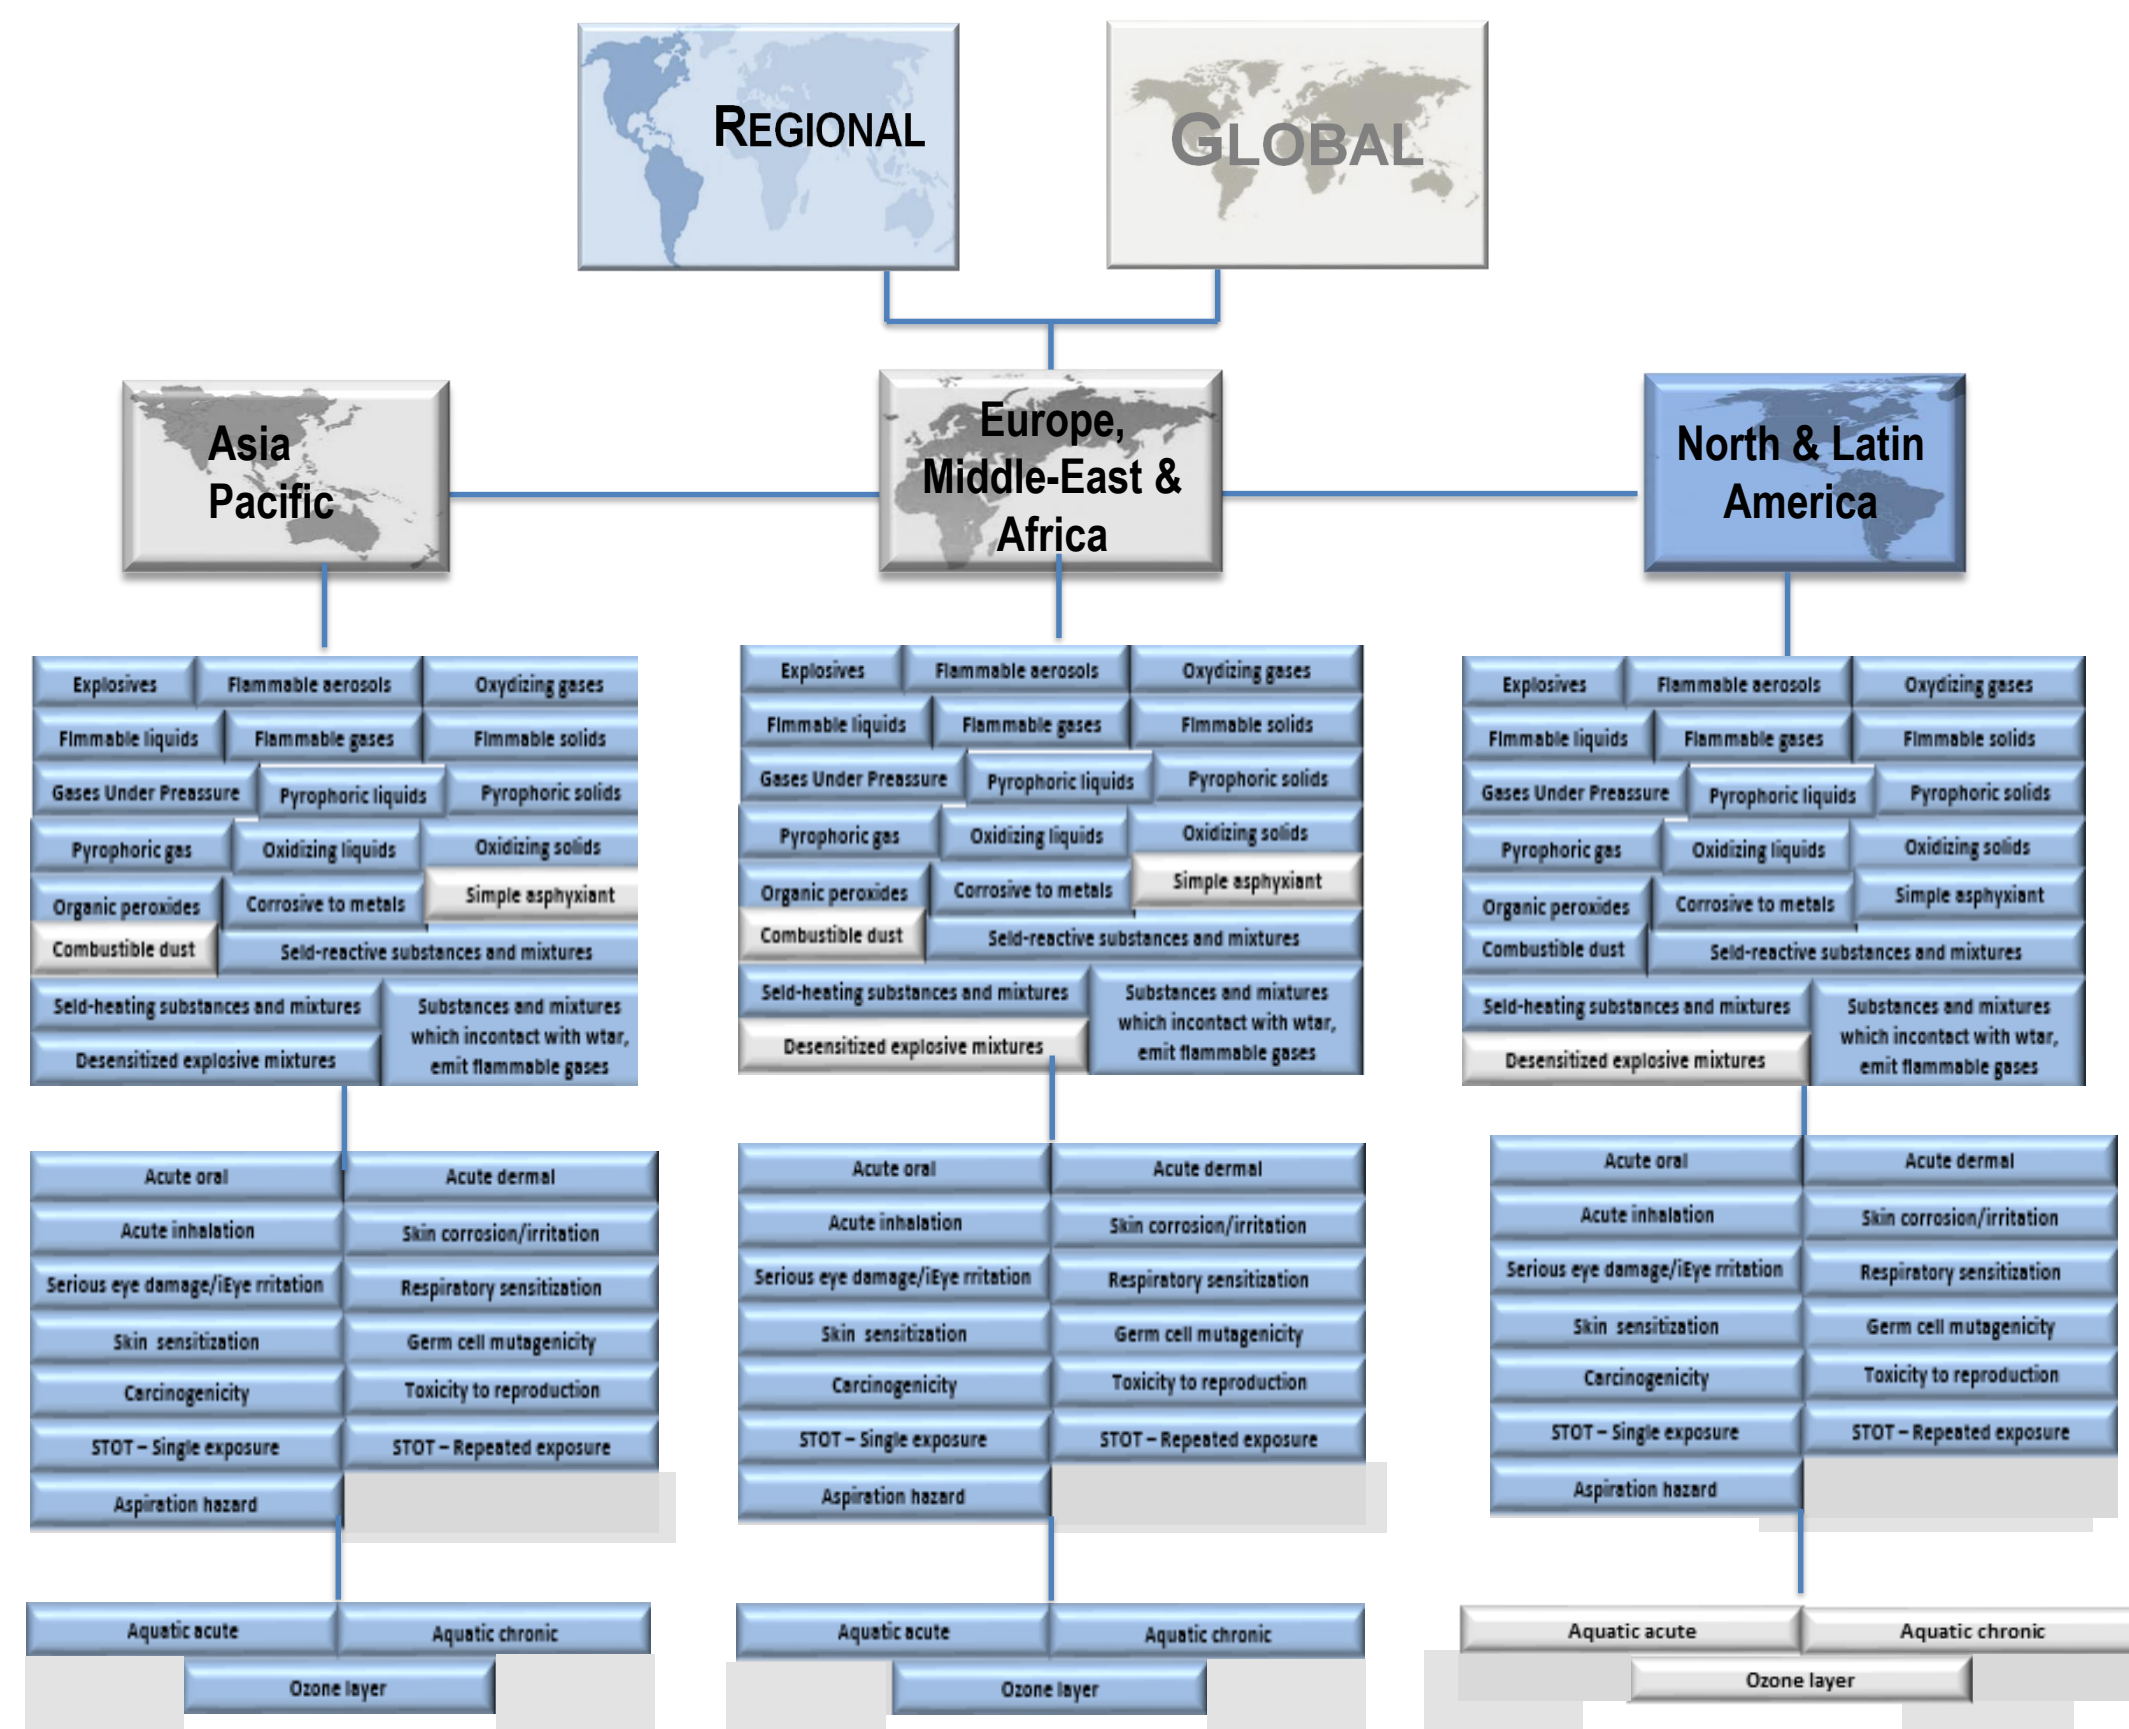 REGIONAL
GLOBAL
Asia
Pacific
Europe,
Middle-East &
Africa
North & Latin
America
Explosives
Flammable aerosols
Oxydizing gases
Flmmable liquids
Flammable gases
Flmmable solids
Gases Under Preassure
Pyrophoric liquids
Pyrophoric solids
Pyrophoric gas
Oxidizing liquids
Oxidizing solids
Organic peroxides
Corrosive to metals
Simple asphyxiant
Combustible dust
Seld-reactive substances and mixtures
Seld-heating substances and mixtures
Desensitized explosive mixtures
Substances and mixtures
which incontact with wtar,
emit flammable gases
Acute oral
Acute dermal
Acute inhalation
Skin corrosion/irritation
Serious eye damage/iEye rritation
Respiratory sensitization
Skin sensitization
Germ cell mutagenicity
Carcinogenicity
Toxicity to reproduction
STOT – Single exposure
STOT – Repeated exposure
Aspiration hazard
Aquatic acute
Aquatic chronic
Ozone layer
Explosives
Flammable aerosols
Oxydizing gases
Flmmable liquids
Flammable gases
Flmmable solids
Gases Under Preassure
Pyrophoric liquids
Pyrophoric solids
Pyrophoric gas
Oxidizing liquids
Oxidizing solids
Organic peroxides
Corrosive to metals
Simple asphyxiant
Combustible dust
Seld-reactive substances and mixtures
Seld-heating substances and mixtures
Desensitized explosive mixtures
Substances and mixtures
which incontact with wtar,
emit flammable gases
Acute oral
Acute dermal
Acute inhalation
Skin corrosion/irritation
Serious eye damage/iEye rritation
Respiratory sensitization
Skin sensitization
Germ cell mutagenicity
Carcinogenicity
Toxicity to reproduction
STOT – Single exposure
STOT – Repeated exposure
Aspiration hazard
Aquatic acute
Aquatic chronic
Ozone layer
Explosives
Flammable aerosols
Oxydizing gases
Flmmable liquids
Flammable gases
Flmmable solids
Gases Under Preassure
Pyrophoric liquids
Pyrophoric solids
Pyrophoric gas
Oxidizing liquids
Oxidizing solids
Organic peroxides
Corrosive to metals
Simple asphyxiant
Combustible dust
Seld-reactive substances and mixtures
Seld-heating substances and mixtures
Desensitized explosive mixtures
Substances and mixtures
which incontact with wtar,
emit flammable gases
Acute oral
Acute dermal
Acute inhalation
Skin corrosion/irritation
Serious eye damage/iEye rritation
Respiratory sensitization
Skin sensitization
Germ cell mutagenicity
Carcinogenicity
Toxicity to reproduction
STOT – Single exposure
STOT – Repeated exposure
Aspiration hazard
Aquatic acute
Aquatic chronic
Ozone layer